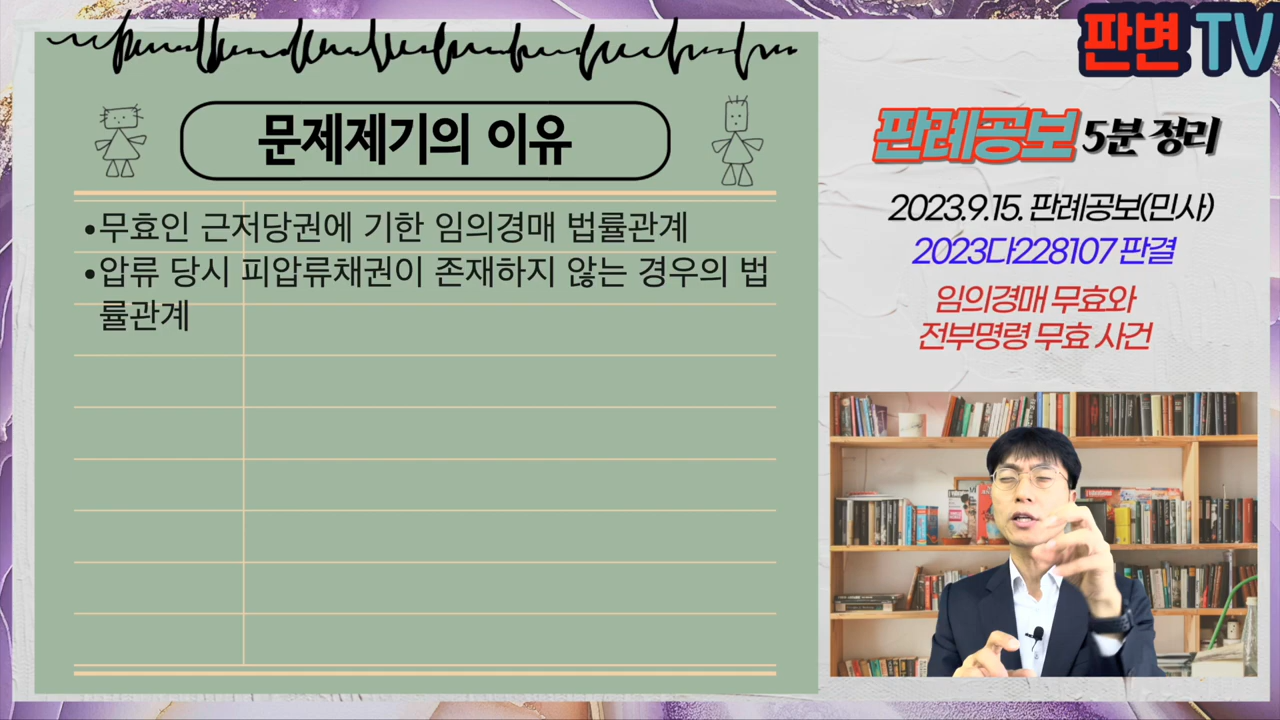 판변 TV
문제제기의 이유
•무효인 근저당권에 기한 임의경매 법률관계
•압류 당시 피압류채권이 존재하지 않는 경우의 법
률관계
판례공보 5분 정리
2023.9.15. 판례공보(민사)
2023다228107 판결
임의경매 무효와
전부명령 무효 사건